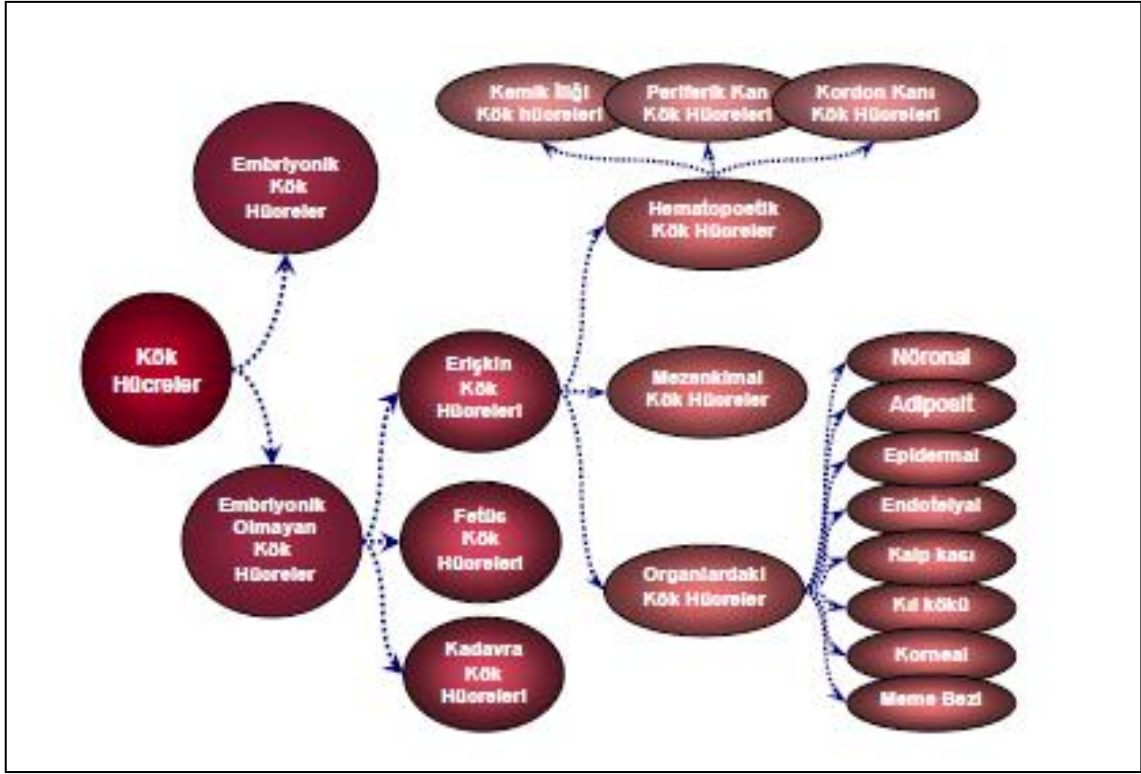 Kemik İliği
Kök hücreleri
Periferik Kan
Kök Hücreleri
Kordon Kanı
Kök Hücreleri
Embriyonik
Kök
Hücreler
Hematopoetik
Kök Hücreler
Kök
Hücreler
Erişkin
Kök
Hücreleri
Mezenkimal
Kök Hücreler
Nöronal
Adiposit
Epidermal
Endotelyal
Kalp kası
Kıl kökü
Korneal
Meme Bezi
Embriyonik
Olmayan
Kök
Hücreler
Fetüs
Kök
Hücreleri
Organlardaki
Kök Hücreler
Kadavra
Kök
Hücreleri